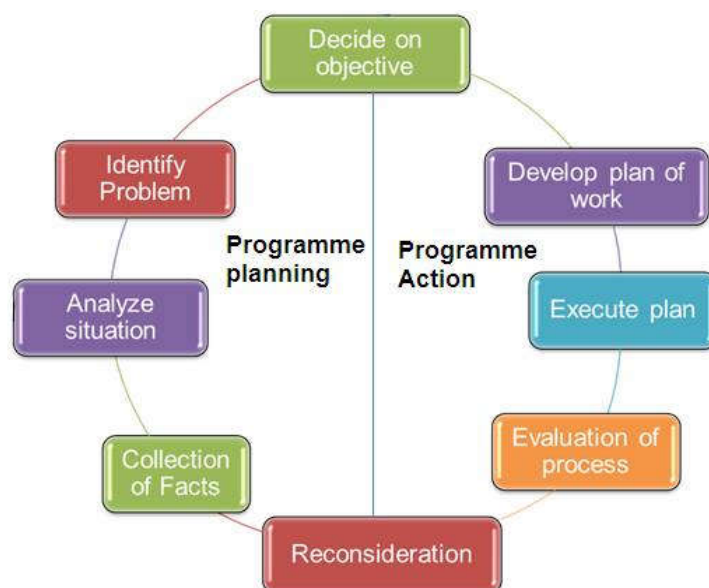 Decide on
objective
Identify
Problem
Develop plan of
work
Programme
planning
Programme
Action
Analyze
situation
Execute plan
Collection
of Facts
Evaluation of
process
Reconsideration